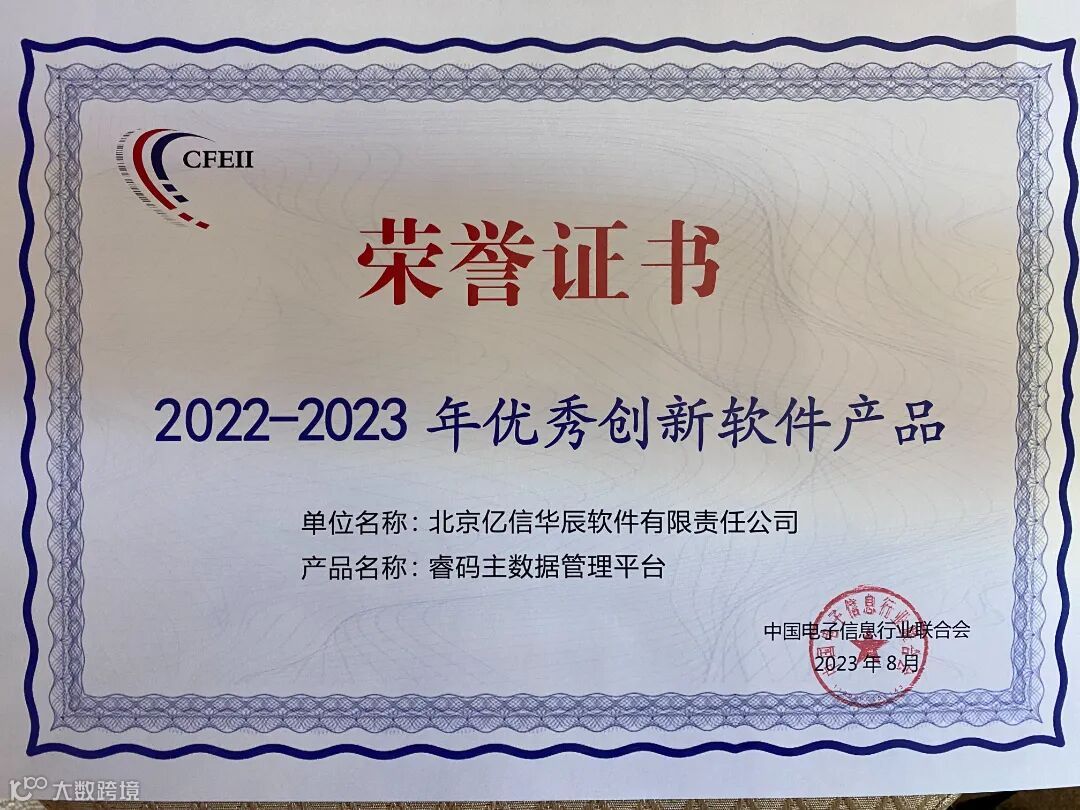 CFEII
荣誉证书
2022-2023 年优秀创新软件产品
单位名称：北京亿信华辰软件有限责任公司
产品名称：睿码主数据管理平台
中国电子信息行业联合会
2023 年 8 月
大数跨境